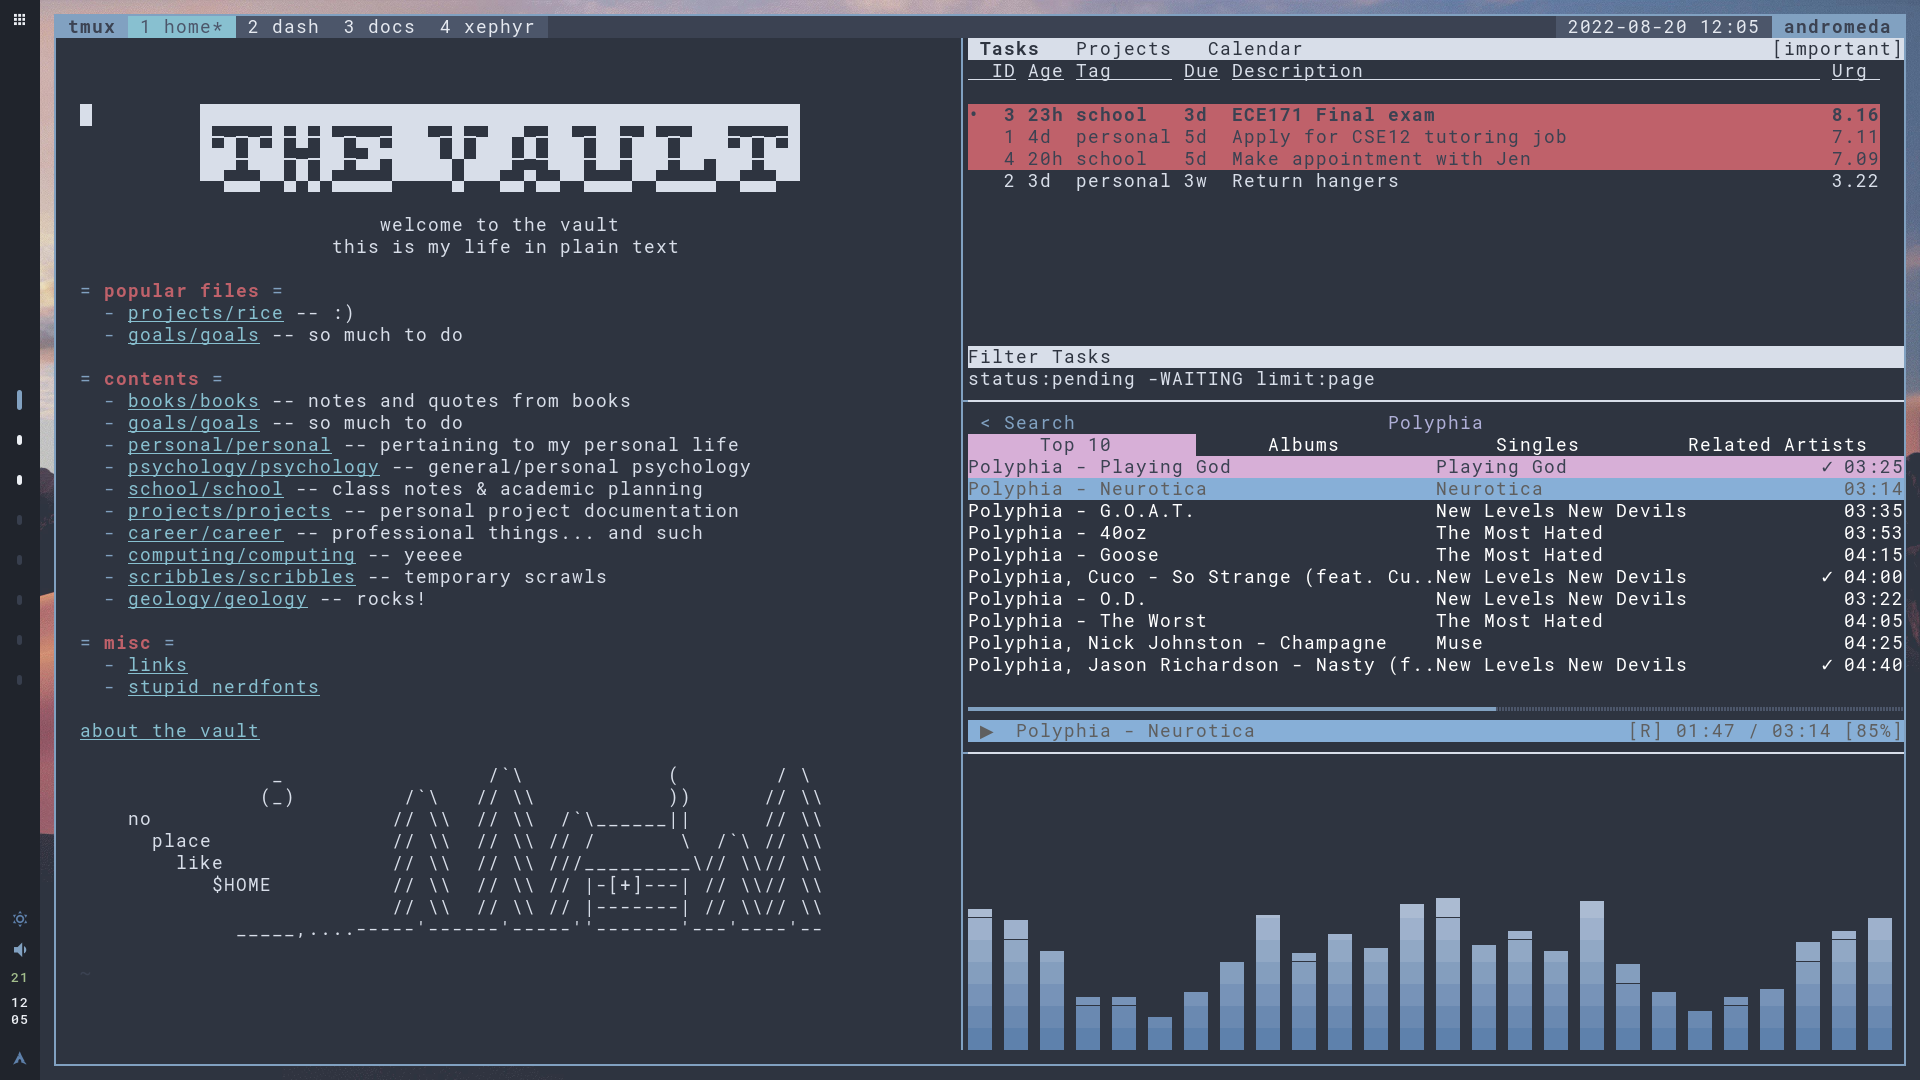 tmux 1 home* 2 dash 3 docs 4 xephyr 2022-08-20 12:05 andromeda
THE VAULT
welcome to the vault
this is my life in plain text
= popular files =
- projects/rice -- :)
- goals/goals -- so much to do
= contents =
- books/books -- notes and quotes from books
- goals/goals -- so much to do
- personal/personal -- pertaining to my personal life
- psychology/psychology -- general/personal psychology
- school/school -- class notes & academic planning
- projects/projects -- personal project documentation
- career/career -- professional things... and such
- computing/computing -- yeeee
- scribbles/scribbles -- temporary scrawls
- geology/geology -- rocks!
= misc =
- links
- stupid nerdfonts
about the vault
no
place
like
$HOME
~
Tasks Projects Calendar [important]
ID Age Tag Due Description Urg
• 3 23h school 3d ECE171 Final exam 8.16
1 4d personal 5d Apply for CSE12 tutoring job 7.11
4 20h school 5d Make appointment with Jen 7.09
2 3d personal 3w Return hangers 3.22
Filter Tasks
status:pending -WAITING limit:page
< Search Polyphia
Top 10 Albums Singles Related Artists
Polyphia - Playing God Playing God ✓ 03:25
Polyphia - Neurotica Neurotica 03:14
Polyphia - G.O.A.T. New Levels New Devils 03:35
Polyphia - 40oz The Most Hated 03:53
Polyphia - Goose The Most Hated 04:15
Polyphia, Cuco - So Strange (feat. Cu..New Levels New Devils ✓ 04:00
Polyphia - O.D. New Levels New Devils 03:22
Polyphia - The Worst The Most Hated 04:05
Polyphia, Nick Johnston - Champagne Muse 04:25
Polyphia, Jason Richardson - Nasty (f..New Levels New Devils ✓ 04:40
▶ Polyphia - Neurotica [R] 01:47 / 03:14 [85%]
21
12
05